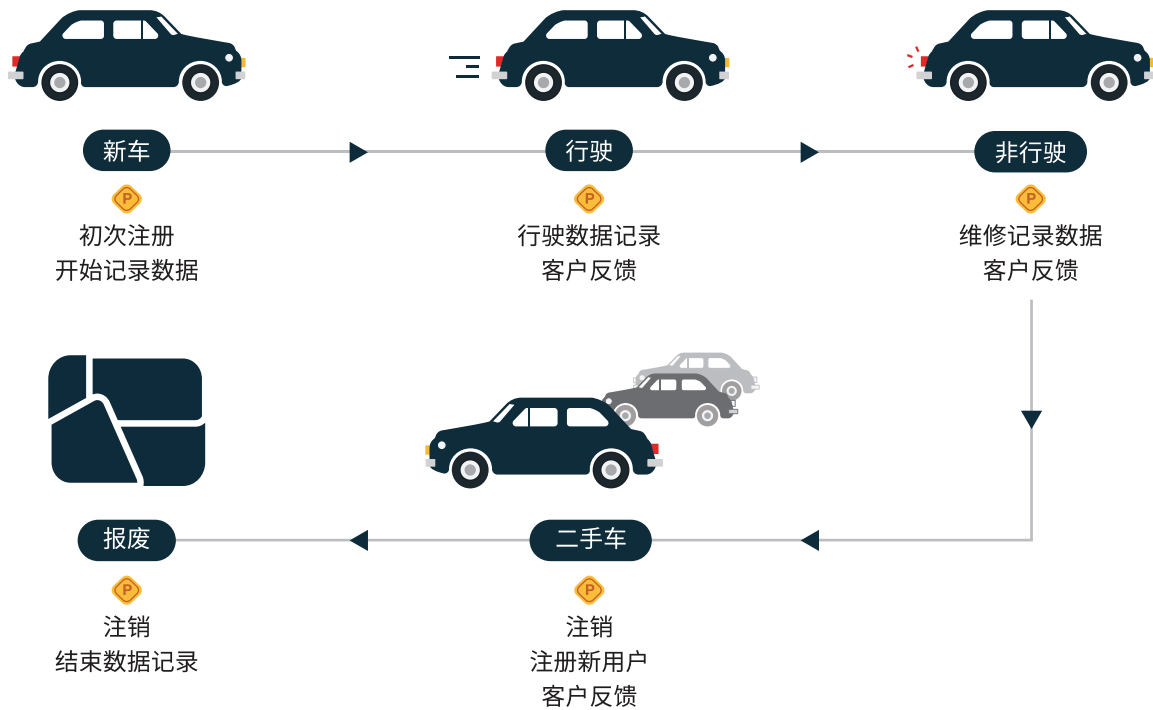 新车
行驶
非行驶
P
P
P
初次注册
开始记录数据
行驶数据记录
客户反馈
维修记录数据
客户反馈
报废
二手车
P
P
注销
结束数据记录
注销
注册新用户
客户反馈